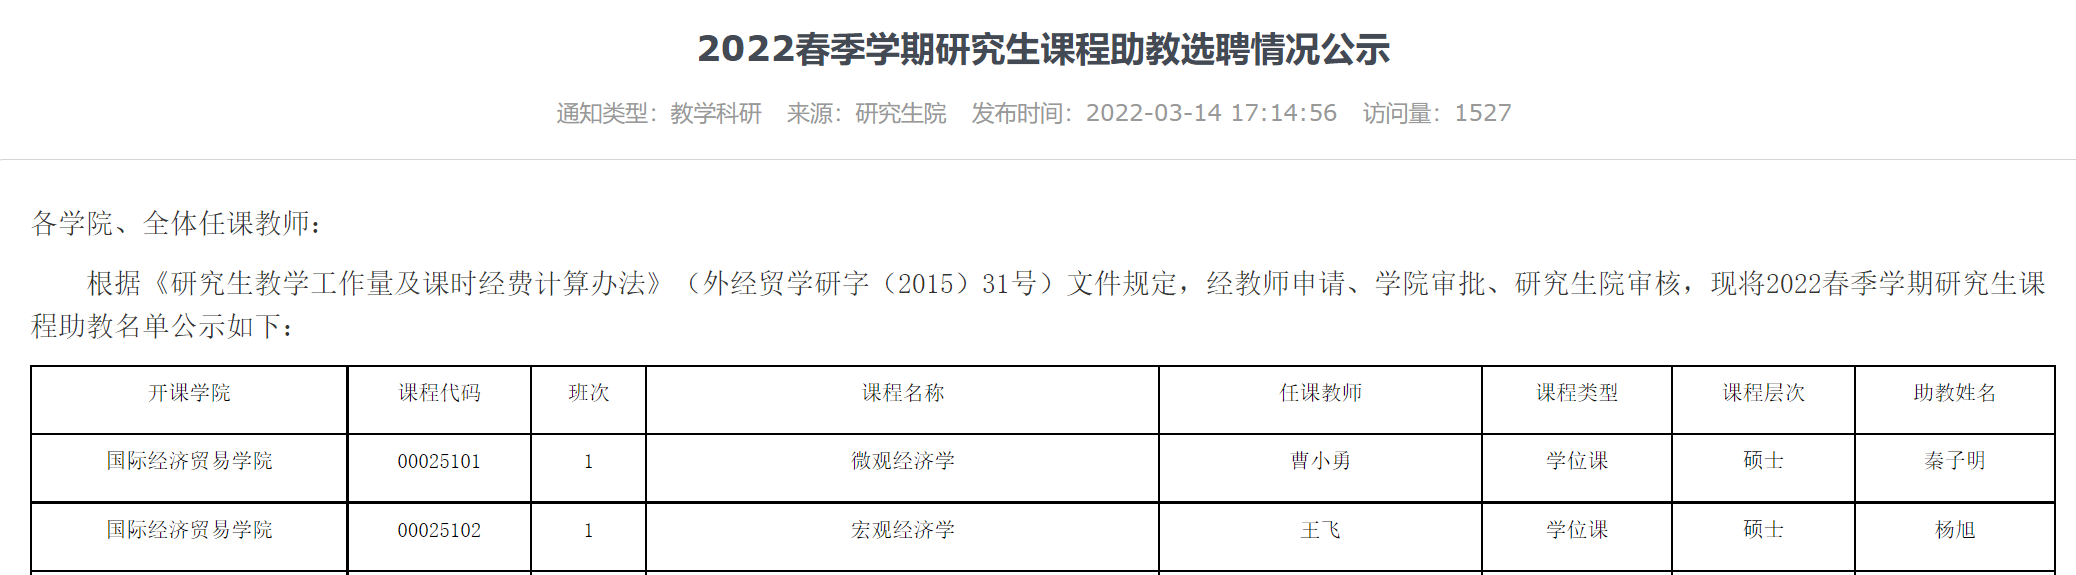 2022春季学期研究生课程助教选聘情况公示
通知类型：教学科研 来源：研究生院 发布时间：2022-03-14 17:14:56 访问量：1527
各学院、全体任课教师：
根据《研究生教学工作量及课时经费计算办法》（外经贸学研字（2015）31号）文件规定，经教师申请、学院审批、研究生院审核，现将2022春季学期研究生课
程助教名单公示如下：
开课学院 课程代码 班次 课程名称 任课教师 课程类型 课程层次 助教姓名
国际经济贸易学院 00025101 1 微观经济学 曹小勇 学位课 硕士 秦子明
国际经济贸易学院 00025102 1 宏观经济学 王飞 学位课 硕士 杨旭